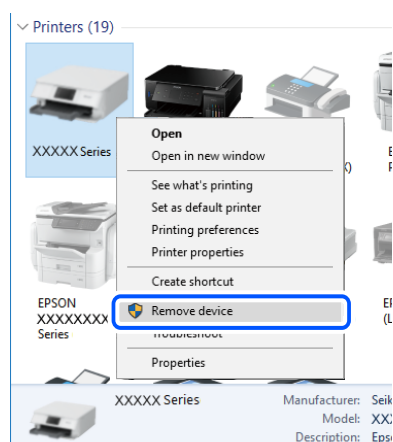 Printers (19)
XXXXX Series
Open
Open in new window
See what's printing
Set as default printer
Printing preferences
Printer properties
Create shortcut
Remove device
Troubleshoot
Properties
EPSON
XXXXXXXX
Series
XXXXX Series
Manufacturer:
Model:
Description: